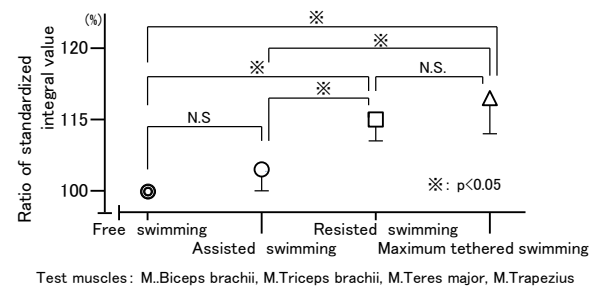 (%)
※
120
※
※
N.S.
Ratio of standardized
integral value
※
115
N.S
100
※: p<0.05
Free swimming
Resisted swimming
Assisted swimming
Maximum tethered swimming
Test muscles: M..Biceps brachii, M.Triceps brachii, M.Teres major, M.Trapezius